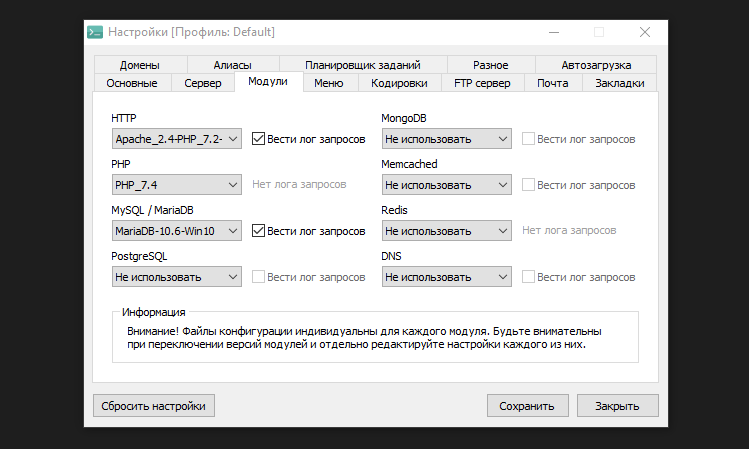 Настройки [Профиль: Default]
Домены Алиасы Планировщик заданий Разное Автозагрузка
Основные Сервер Модули Меню Кодировки FTP сервер Почта Закладки
HTTP
Apache_2.4-PHP_7.2- Вести лог запросов
PHP
PHP_7.4 Нет лога запросов
MySQL / MariaDB
MariaDB-10.6-Win10 Вести лог запросов
PostgreSQL
Не использовать Вести лог запросов
MongoDB
Не использовать Вести лог запросов
Memcached
Не использовать Вести лог запросов
Redis
Не использовать Нет лога запросов
DNS
Не использовать Вести лог запросов
Информация
Внимание! Файлы конфигурации индивидуальны для каждого модуля. Будьте внимательны
при переключении версий модулей и отдельно редактируйте настройки каждого из них.
Сбросить настройки Сохранить Закрыть